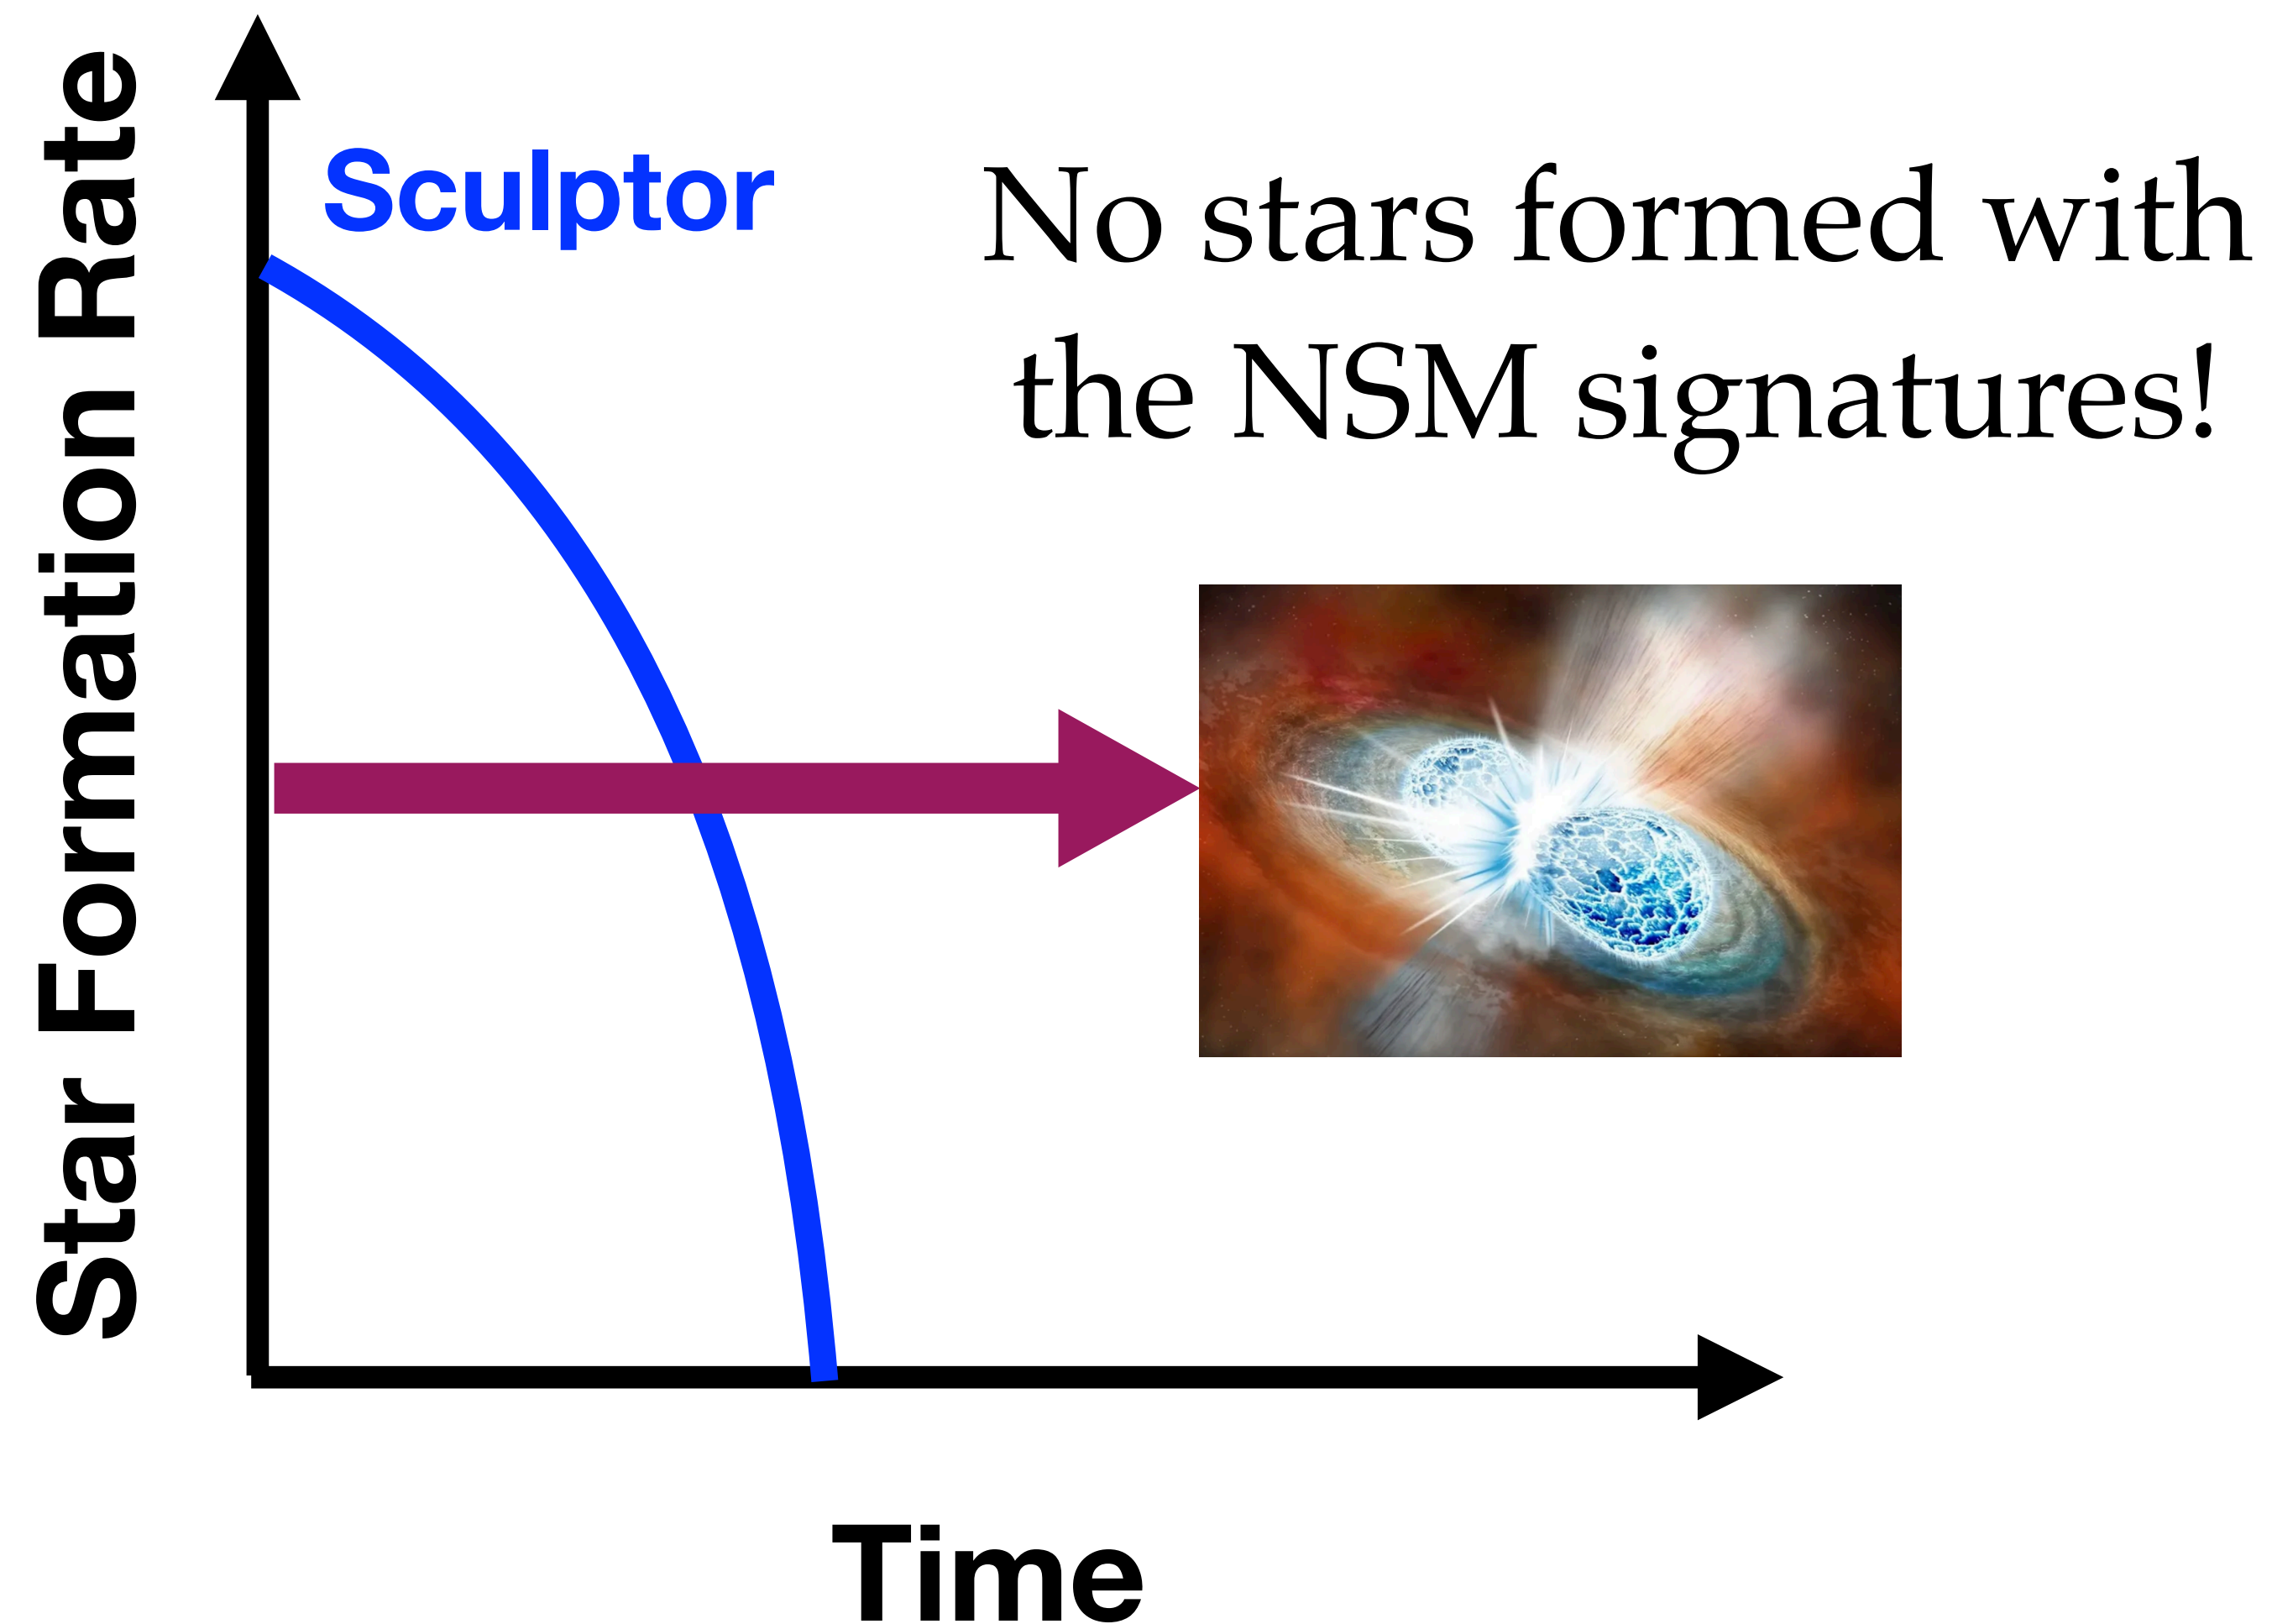 Star Formation Rate
Sculptor
No stars formed with
the NSM signatures!
Time